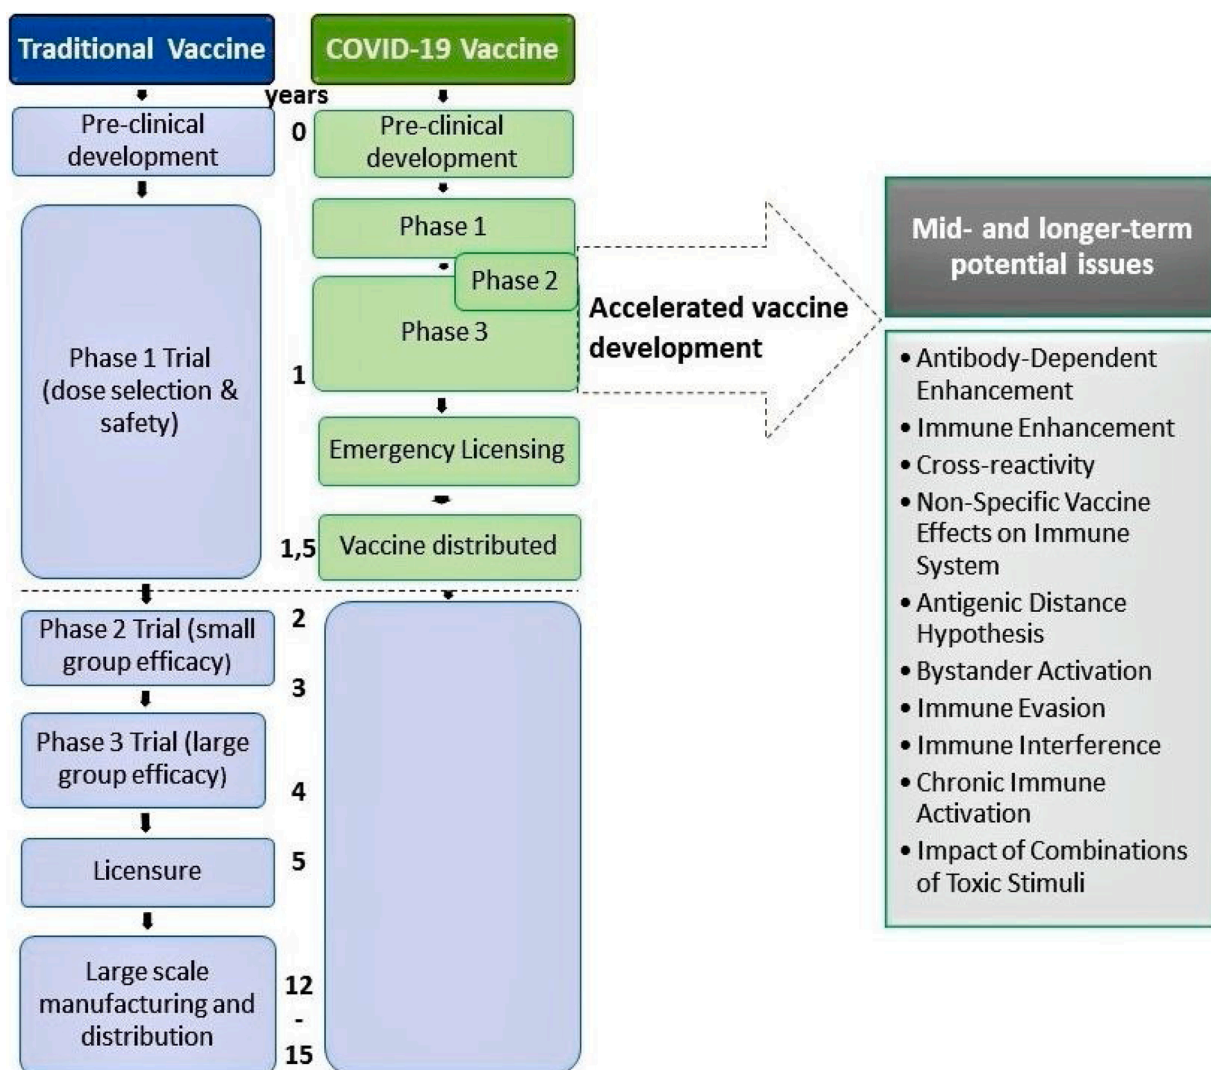 Traditional Vaccine
COVID-19 Vaccine
years
Pre-clinical
development
0
Pre-clinical
development
Phase 1
Phase 2
Phase 3
Phase 1 Trial
(dose selection &
safety)
1
Emergency Licensing
1,5
Vaccine distributed
2
Phase 2 Trial (small
group efficacy)
3
Phase 3 Trial (large
group efficacy)
4
Licensure
5
Large scale
manufacturing and
distribution
12
-
15
Accelerated vaccine
development
Mid- and longer-term
potential issues
• Antibody-Dependent
Enhancement
• Immune Enhancement
• Cross-reactivity
• Non-Specific Vaccine
Effects on Immune
System
• Antigenic Distance
Hypothesis
• Bystander Activation
• Immune Evasion
• Immune Interference
• Chronic Immune
Activation
• Impact of Combinations
of Toxic Stimuli